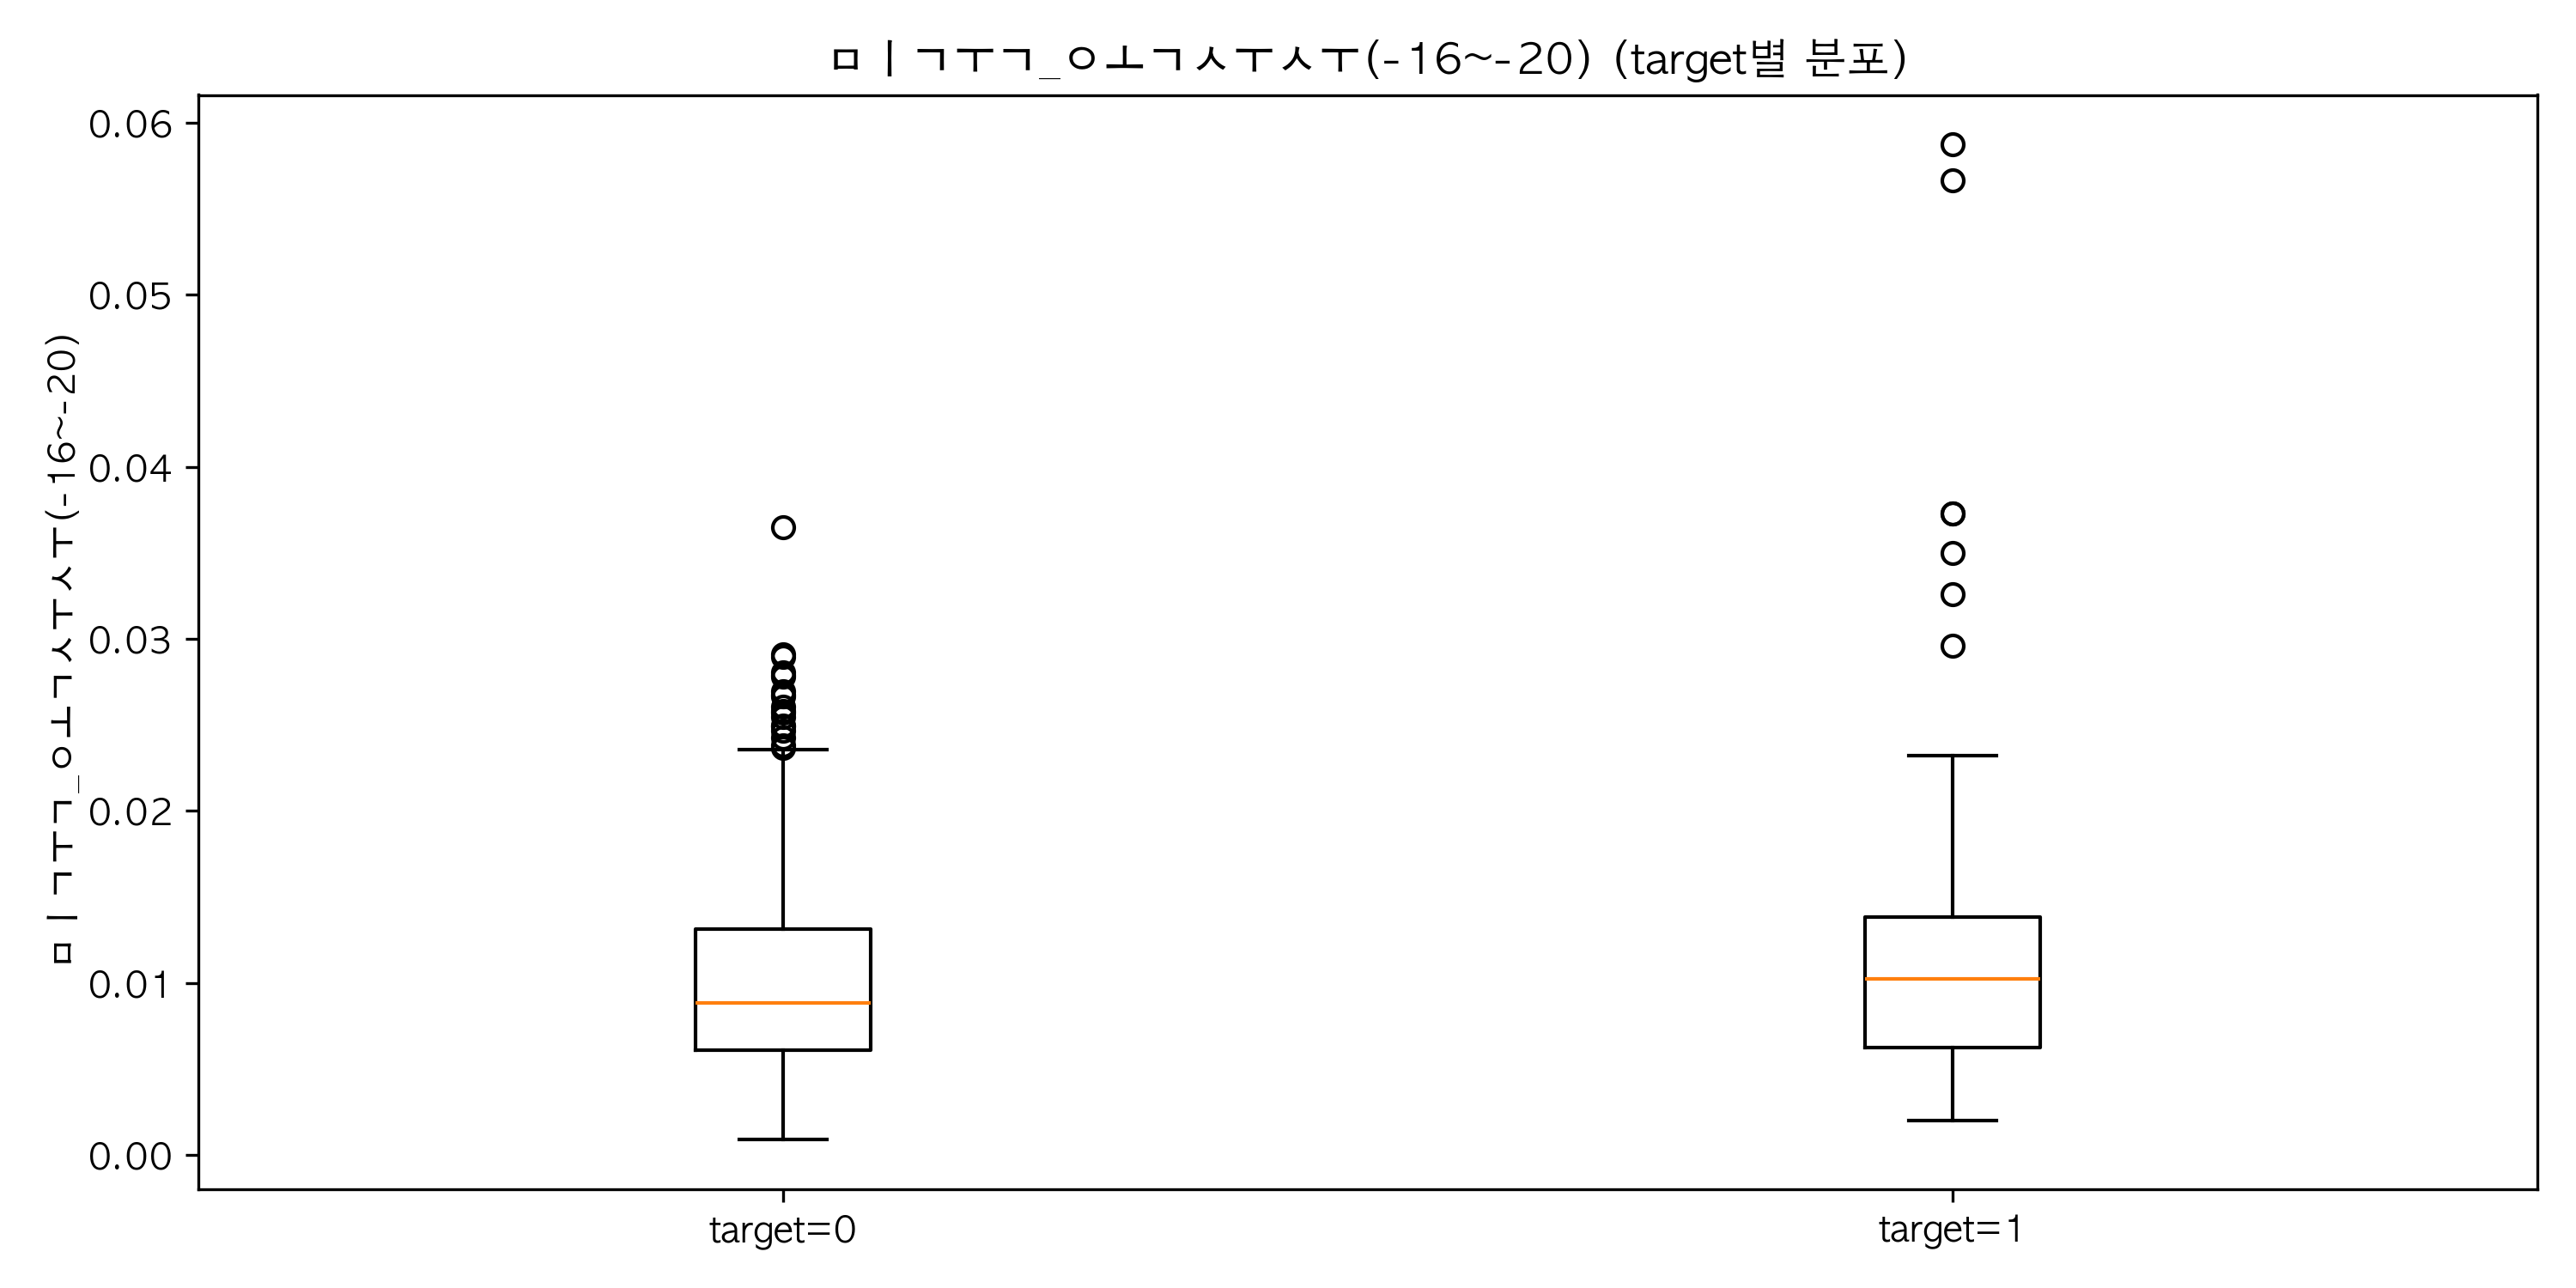 ㅁㅣㄱㅜㄱ_ㅇㅗㄱㅅㅜㅅㅜ(-16~-20) (target별 분포)
ㅁㅣㄱㅜㄱ_ㅇㅗㄱㅅㅜㅅㅜ(-16~-20)
0.06
0.05
0.04
0.03
0.02
0.01
0.00
target=0
target=1